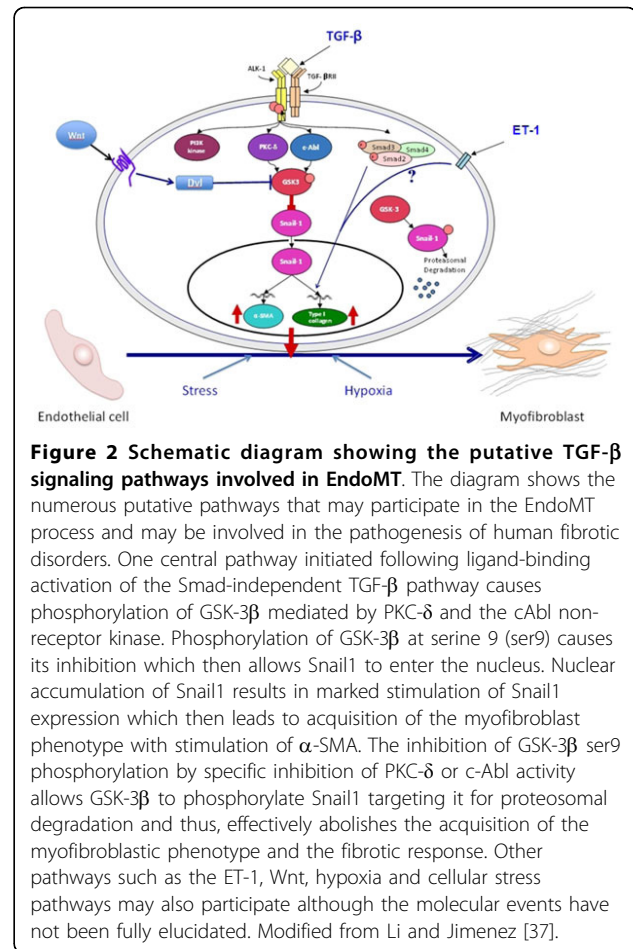 TGF-β
ALK-1
TGF- βRII
Wnt
PI3K
kinase
PKC-δ
c-Abl
Smad3
Smad4
Smad2
ET-1
?
Dvl
GSK3
GSK-3
Snail-1
Snail-1
Proteasomal
Degradation
Snail-1
α-SMA
Type I
collagen
Stress
Hypoxia
Endothelial cell
Myofibroblast
Figure 2 Schematic diagram showing the putative TGF-β
signaling pathways involved in EndoMT. The diagram shows the
numerous putative pathways that may participate in the EndoMT
process and may be involved in the pathogenesis of human fibrotic
disorders. One central pathway initiated following ligand-binding
activation of the Smad-independent TGF-β pathway causes
phosphorylation of GSK-3β mediated by PKC-δ and the cAbl non-
receptor kinase. Phosphorylation of GSK-3β at serine 9 (ser9) causes
its inhibition which then allows Snail1 to enter the nucleus. Nuclear
accumulation of Snail1 results in marked stimulation of Snail1
expression which then leads to acquisition of the myofibroblast
phenotype with stimulation of α-SMA. The inhibition of GSK-3β ser9
phosphorylation by specific inhibition of PKC-δ or c-Abl activity
allows GSK-3β to phosphorylate Snail1 targeting it for proteosomal
degradation and thus, effectively abolishes the acquisition of the
myofibroblastic phenotype and the fibrotic response. Other
pathways such as the ET-1, Wnt, hypoxia and cellular stress
pathways may also participate although the molecular events have
not been fully elucidated. Modified from Li and Jimenez [37].